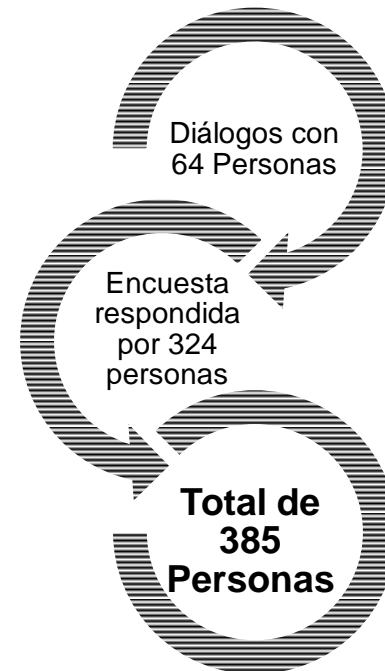 Diálogos con
64 Personas
Encuesta
respondida
por 324
personas
Total de
385
Personas